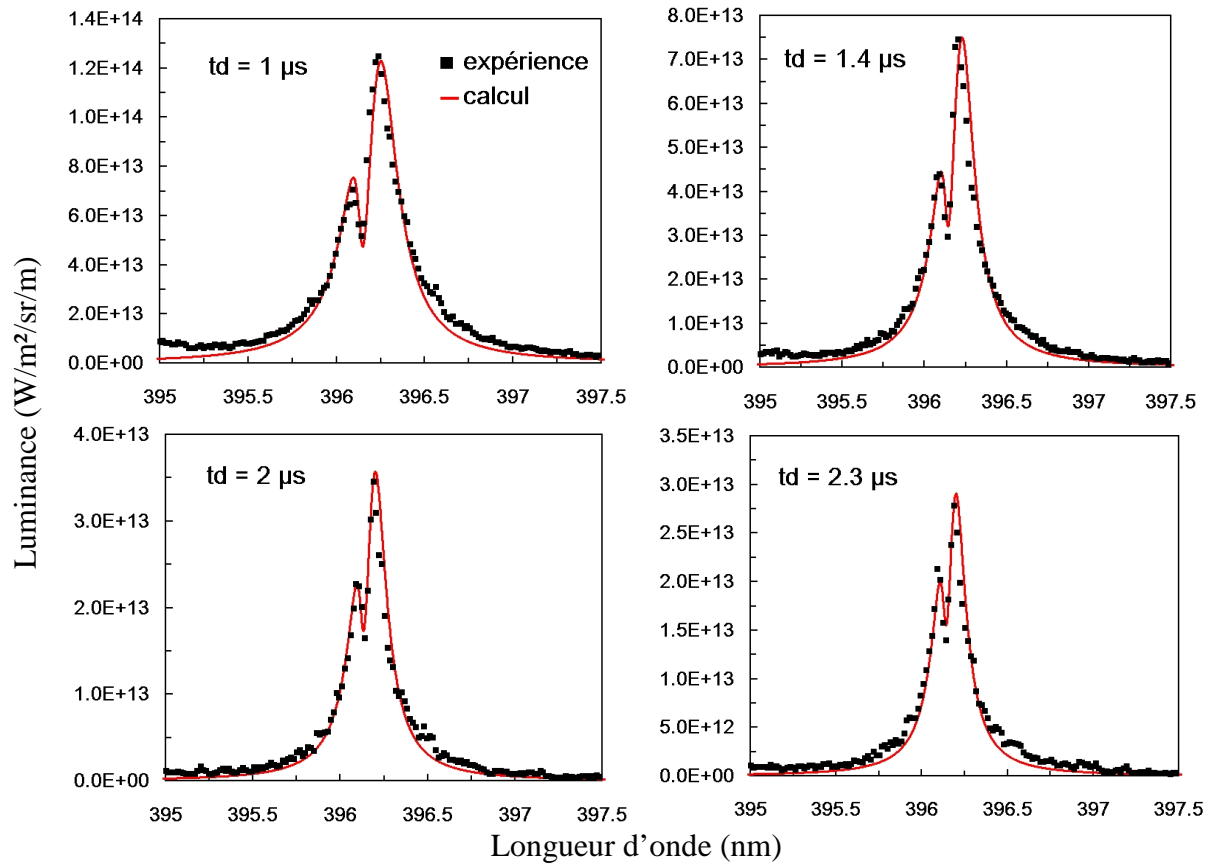 Luminance (W/m²/sr/m)
1.4E+14
1.2E+14
1.0E+14
8.0E+13
6.0E+13
4.0E+13
2.0E+13
0.0E+00
td = 1 µs
expérience
calcul
395 395.5 396 396.5 397 397.5
8.0E+13
7.0E+13
6.0E+13
5.0E+13
4.0E+13
3.0E+13
2.0E+13
1.0E+13
0.0E+00
td = 1.4 µs
395 395.5 396 396.5 397 397.5
4.0E+13
3.0E+13
2.0E+13
1.0E+13
0.0E+00
td = 2 µs
395 395.5 396 396.5 397 397.5
3.5E+13
3.0E+13
2.5E+13
2.0E+13
1.5E+13
1.0E+13
5.0E+12
0.0E+00
td = 2.3 µs
395 395.5 396 396.5 397 397.5
Longueur d’onde (nm)